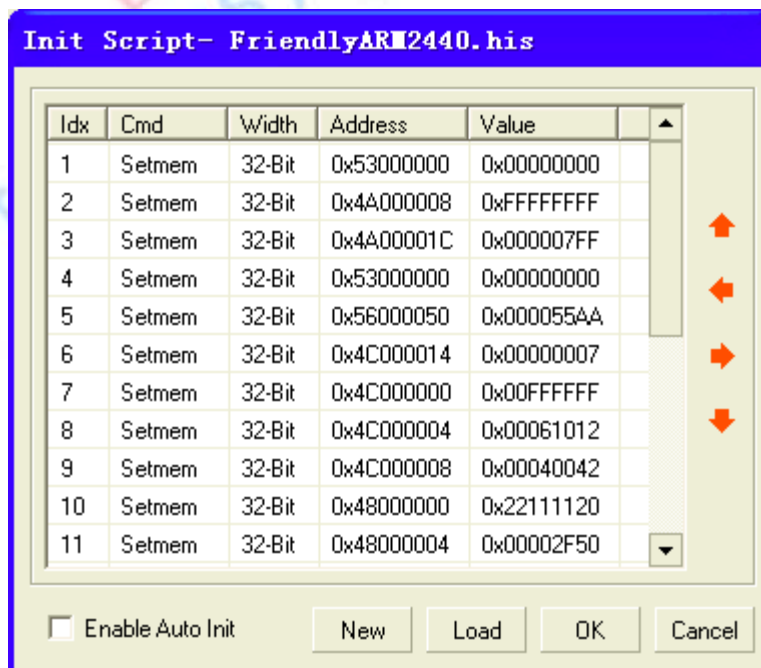 Init Script- FriendlyARM2440.his
Idx Cmd Width Address Value
1 Setmem 32-Bit 0x53000000 0x00000000
2 Setmem 32-Bit 0x4A000008 0xFFFFFFFF
3 Setmem 32-Bit 0x4A00001C 0x000007FF
4 Setmem 32-Bit 0x53000000 0x00000000
5 Setmem 32-Bit 0x56000050 0x000055AA
6 Setmem 32-Bit 0x4C000014 0x00000007
7 Setmem 32-Bit 0x4C000000 0x00FFFFFF
8 Setmem 32-Bit 0x4C000004 0x00061012
9 Setmem 32-Bit 0x4C000008 0x00040042
10 Setmem 32-Bit 0x48000000 0x22111120
11 Setmem 32-Bit 0x48000004 0x00002F50
Enable Auto Init New Load OK Cancel